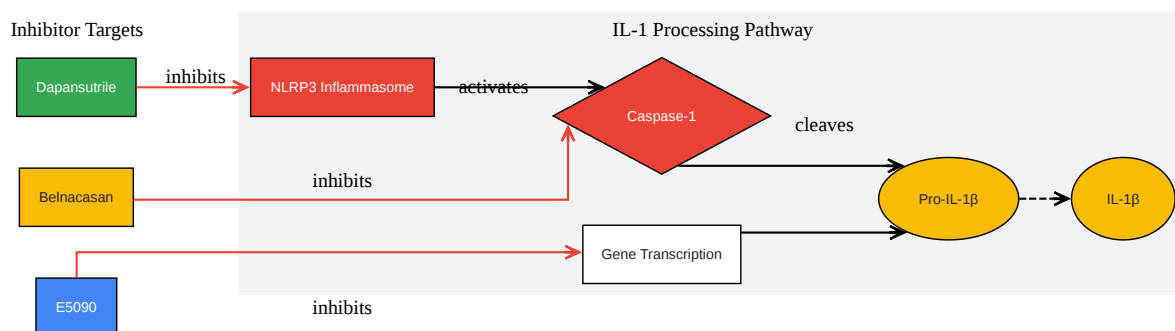 Inhibitor Targets
IL-1 Processing Pathway
Dapansutrile
inhibits
NLRP3 Inflammasome
activates
Caspase-1
cleaves
Belnacasan
inhibits
Pro-IL-1β
IL-1β
Gene Transcription
E5090
inhibits